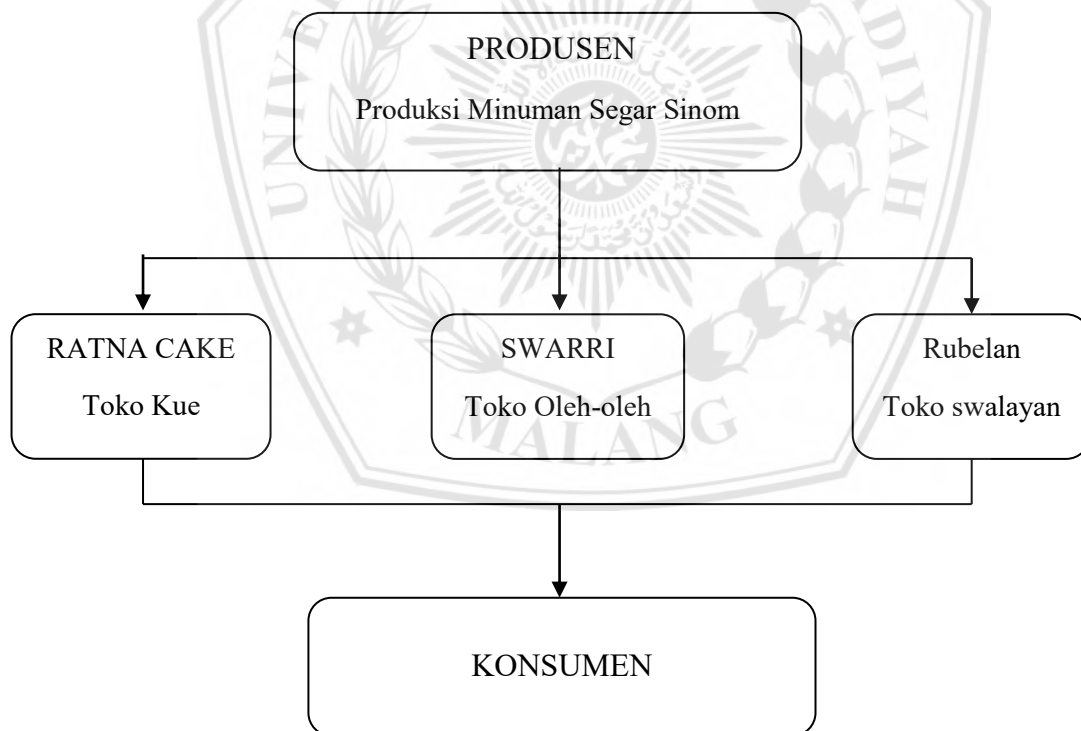 PRODUSEN
Produksi Minuman Segar Sinom
RATNA CAKE
Toko Kue
SWARRI
Toko Oleh-oleh
Rubelan
Toko swalayan
MALANG
KONSUMEN